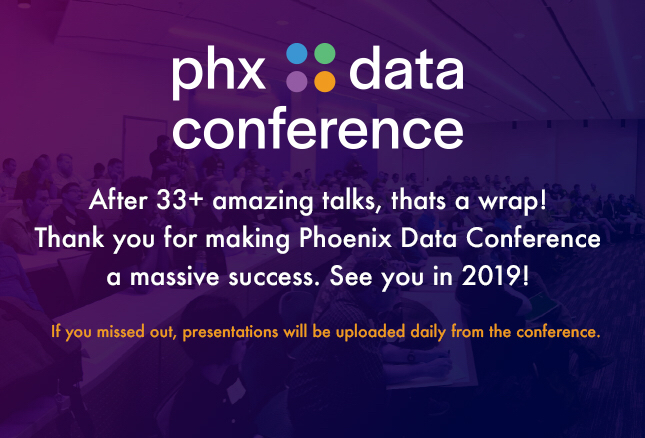 phx data
conference
After 33+ amazing talks, thats a wrap!
Thank you for making Phoenix Data Conference
a massive success. See you in 2019!
If you missed out, presentations will be uploaded daily from the conference.